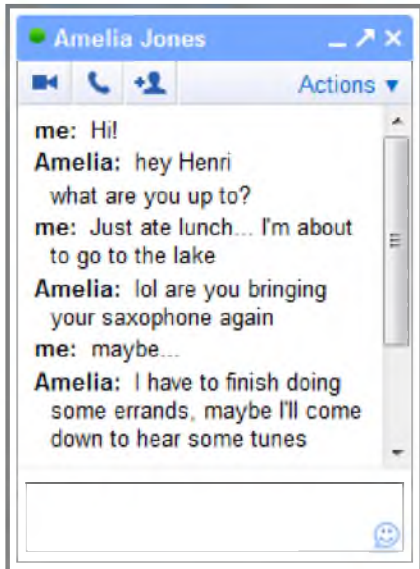 Amelia Jones
Actions
me: Hi!
Amelia: hey Henri
what are you up to?
me: Just ate lunch... I'm about
to go to the lake
Amelia: lol are you bringing
your saxophone again
me: maybe...
Amelia: I have to finish doing
some errands, maybe I'll come
down to hear some tunes